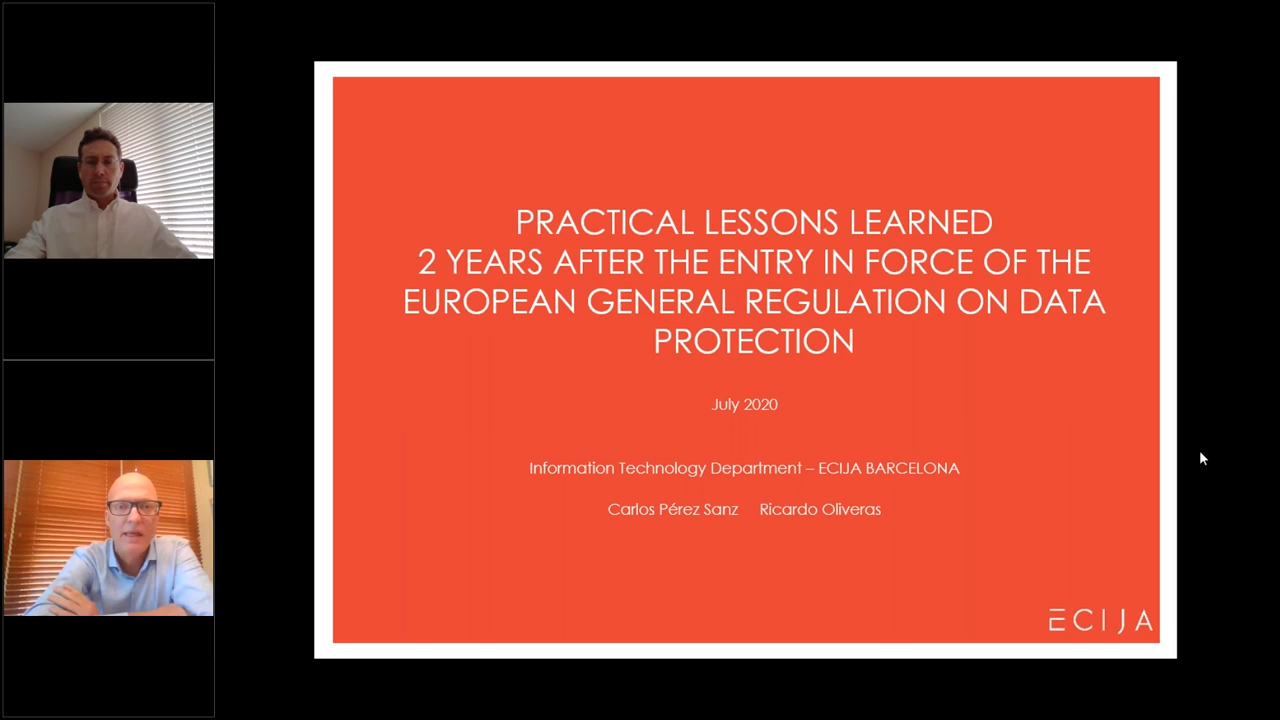 PRACTICAL LESSONS LEARNED
2 YEARS AFTER THE ENTRY IN FORCE OF THE
EUROPEAN GENERAL REGULATION ON DATA
PROTECTION
July 2020
Information Technology Department – ECIJA BARCELONA
Carlos Pérez Sanz Ricardo Oliveras
ECIJA